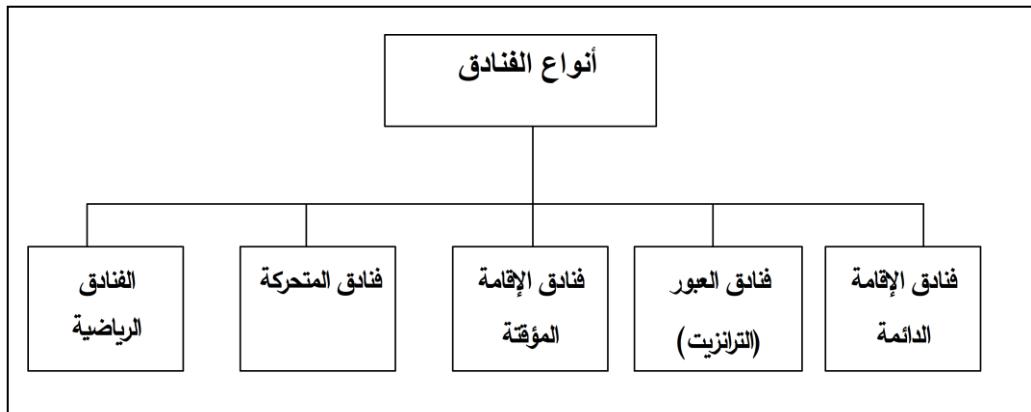 أنواع الفنادق
فنادق الإقامة
الدائمة
فنادق العبور
(الترانزيت)
فنادق الإقامة
المؤقتة
فنادق المتحركة
الفنادق
الرياضية